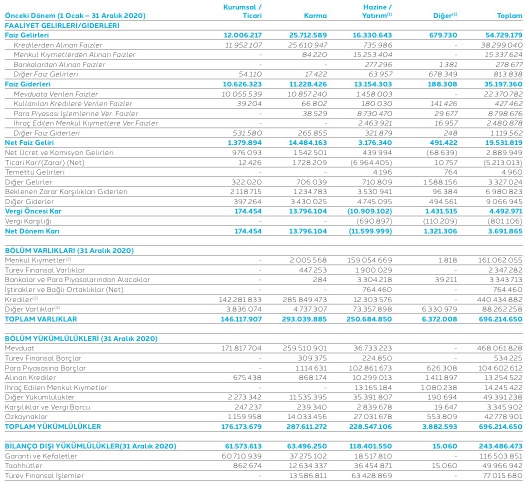 Önceki Dönem (1 Ocak – 31 Aralık 2020) Kurumsal / Ticari Karma Hazine / Yatırım⁽¹⁾ Diğer⁽¹⁾ Toplam
FAALİYET GELİRLERİ/GİDERLERİ
Faiz Gelirleri 12.006.217 25.712.589 16.330.643 679.730 54.729.179
Kredilerden Alınan Faizler 11.952.107 25.610.947 735.986 - 38.299.040
Menkul Kıymetlerden Alınan Faizler - 84.220 15.253.404 - 15.337.624
Bankalardan Alınan Faizler - - 277.296 1.381 278.677
Diğer Faiz Gelirleri 54.110 17.422 63.957 678.349 813.838
Faiz Giderleri 10.626.323 11.228.426 13.154.303 188.308 35.197.360
Mevduata Verilen Faizler 10.055.539 10.857.240 1.458.003 - 22.370.782
Kullanılan Kredilere Verilen Faizler 39.204 66.802 180.030 141.426 427.462
Para Piyasası İşlemlerine Ver. Faizler - 38.529 8.730.470 29.677 8.798.676
İhraç Edilen Menkul Kıymetlere Ver Faizler - - 2.463.921 16.957 2.480.878
Diğer Faiz Giderleri 531.580 265.855 321.879 248 1.119.562
Net Faiz Geliri 1.379.894 14.484.163 3.176.340 491.422 19.531.819
Net Ücret ve Komisyon Gelirleri 976.093 1.542.501 439.994 (68.639) 2.889.949
Ticari Kar/(Zarar) (Net) 12.426 1.728.209 (6.964.405) 10.757 (5.213.013)
Temettü Gelirleri - - 4.196 764 4.960
Diğer Gelirler 322.020 706.039 710.809 1.588.156 3.327.024
Beklenen Zarar Karşılıkları Giderleri 2.118.715 1.234.783 3.530.941 96.384 6.980.823
Diğer Giderler 397.264 3.430.025 4.745.095 494.561 9.066.945
Vergi Öncesi Kar 174.454 13.796.104 (10.909.102) 1.431.515 4.492.971
Vergi Karşılığı - - (690.897) (110.209) (801.106)
Net Dönem Karı 174.454 13.796.104 (11.599.999) 1.321.306 3.691.865
BÖLÜM VARLIKLARI (31 Aralık 2020)
Menkul Kıymetler⁽²⁾ - 2.005.568 159.054.669 1.818 161.062.055
Türev Finansal Varlıklar - 447.253 1.900.029 - 2.347.282
Bankalar ve Para Piyasalarından Alacaklar - 284 3.304.218 39.211 3.343.713
İştirakler ve Bağlı Ortaklıklar (Net) - - 764.460 - 764.460
Krediler⁽²⁾ 142.281.833 285.849.473 12.303.576 - 440.434.882
Diğer Varlıklar⁽²⁾ 3.836.074 4.737.307 73.357.898 6.330.979 88.262.258
TOPLAM VARLIKLAR 146.117.907 293.039.885 250.684.850 6.372.008 696.214.650
BÖLÜM YÜKÜMLÜLÜKLERİ (31 Aralık 2020)
Mevduat 171.817.704 259.510.901 36.733.223 - 468.061.828
Türev Finansal Borçlar - 309.375 224.850 - 534.225
Para Piyasasına Borçlar - 1.114.631 102.861.673 626.308 104.602.612
Alınan Krediler 675.438 868.174 10.299.013 1.411.897 13.254.522
İhraç Edilen Menkul Kıymetler - - 13.165.184 1.080.238 14.245.422
Diğer Yükümlülükler 2.273.342 11.535.395 35.391.807 190.694 49.391.238
Karşılıklar ve Vergi Borcu 247.237 239.340 2.839.678 19.647 3.345.902
Özkaynaklar 1.159.958 14.033.456 27.031.678 553.809 42.778.901
TOPLAM YÜKÜMLÜLÜKLER 176.173.679 287.611.272 228.547.106 3.882.593 696.214.650
BİLANÇO DIŞI YÜKÜMLÜLÜKLER(31 Aralık 2020) 61.573.613 63.496.250 118.401.550 15.060 243.486.473
Garanti ve Kefaletler 60.710.939 37.275.102 18.517.810 - 116.503.851
Taahhütler 862.674 12.634.337 36.454.871 15.060 49.966.942
Türev Finansal İşlemler - 13.586.811 63.428.869 - 77.015.680